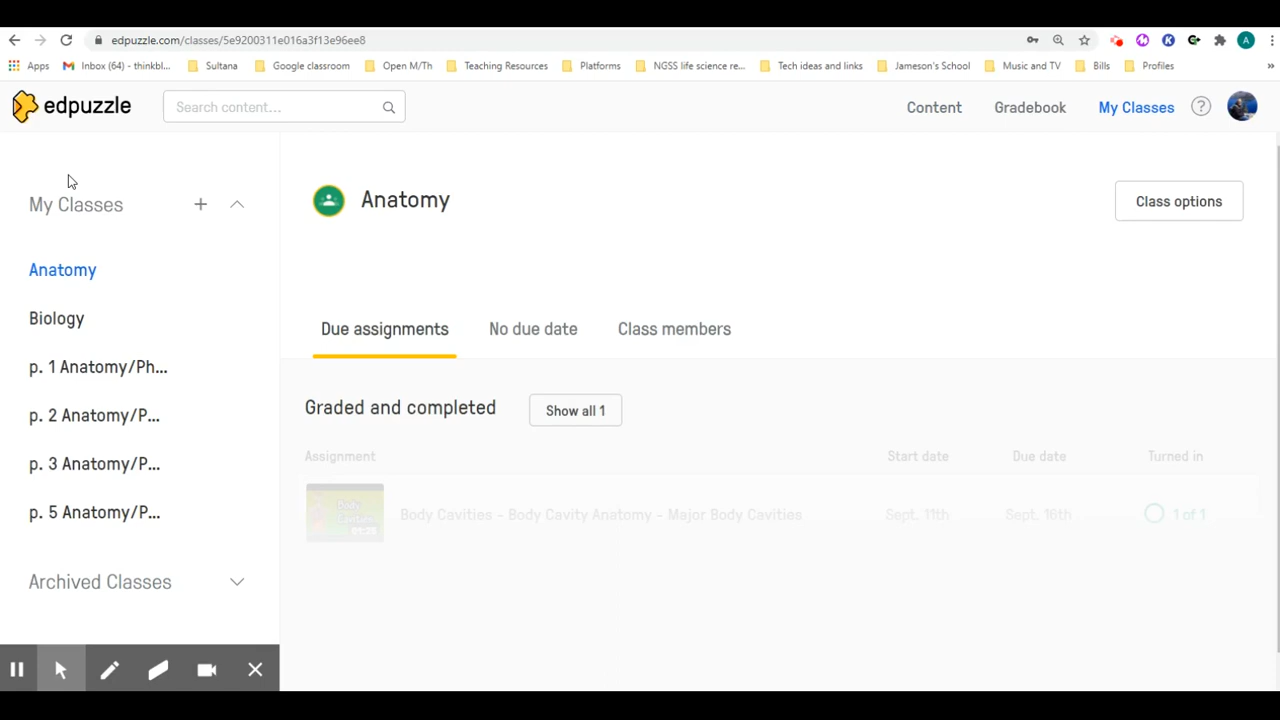 edpuzzle.com/classes/5e9200311e016a3f13e96ee8
A
Apps Inbox (64) - thinkbl... Sultana Google classroom Open M/Th Teaching Resources Platforms NGSS life science re... Tech ideas and links Jameson's School Music and TV Bills Profiles »
edpuzzle Search content... Content Gradebook My Classes ?
My Classes +
Anatomy
Biology
p. 1 Anatomy/Ph...
p. 2 Anatomy/P...
p. 3 Anatomy/P...
p. 5 Anatomy/P...
Archived Classes
Anatomy Class options
Due assignments No due date Class members
Graded and completed Show all 1
Assignment Start date Due date Turned in
Body Cavities - Body Cavity Anatomy - Major Body Cavities Sept. 11th Sept. 16th 1 of 1